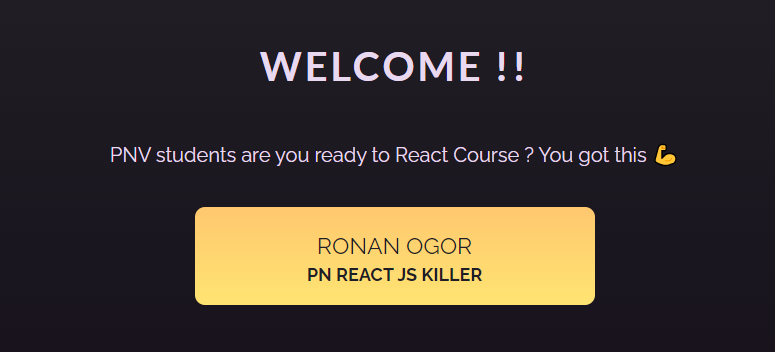 WELCOME !!
PNV students are you ready to React Course ? You got this 💪
RONAN OGOR
PN REACT JS KILLER